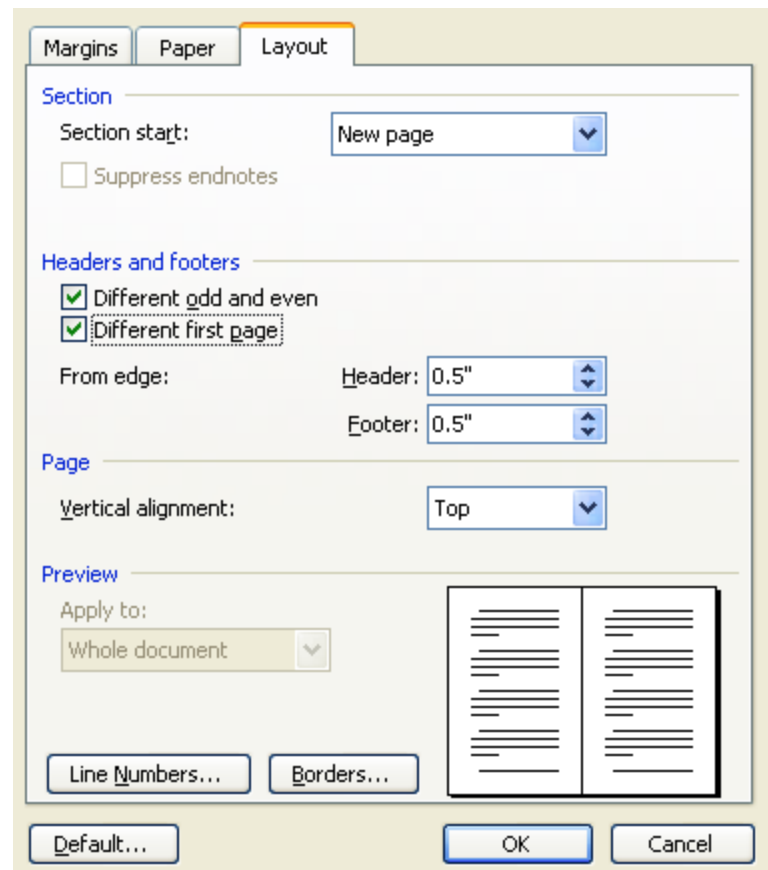 Margins Paper Layout
Section
Section start: New page
Suppress endnotes
Headers and footers
Different odd and even
Different first page
From edge: Header: 0.5"
Footer: 0.5"
Page
Vertical alignment: Top
Preview
Apply to:
Whole document
Line Numbers... Borders...
Default... OK Cancel